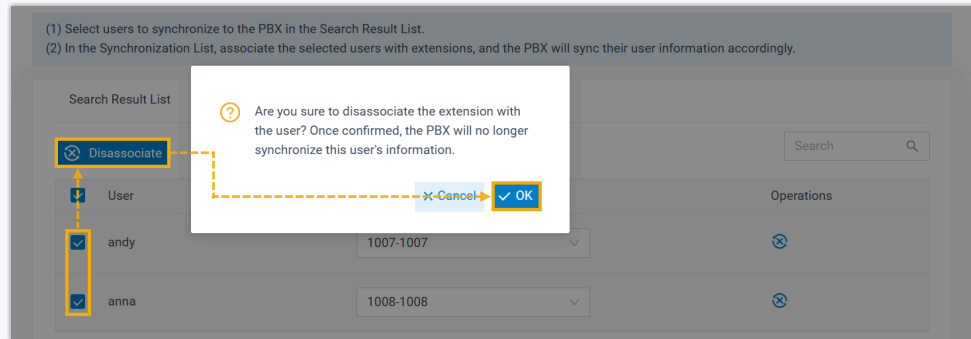 (1) Select users to synchronize to the PBX in the Search Result List.
(2) In the Synchronization List, associate the selected users with extensions, and the PBX will sync their user information accordingly.
Search Result List
Are you sure to disassociate the extension with
the user? Once confirmed, the PBX will no longer
synchronize this user's information.
Disassociate
Search
Cancel
OK
User
Operations
andy
1007-1007
anna
1008-1008